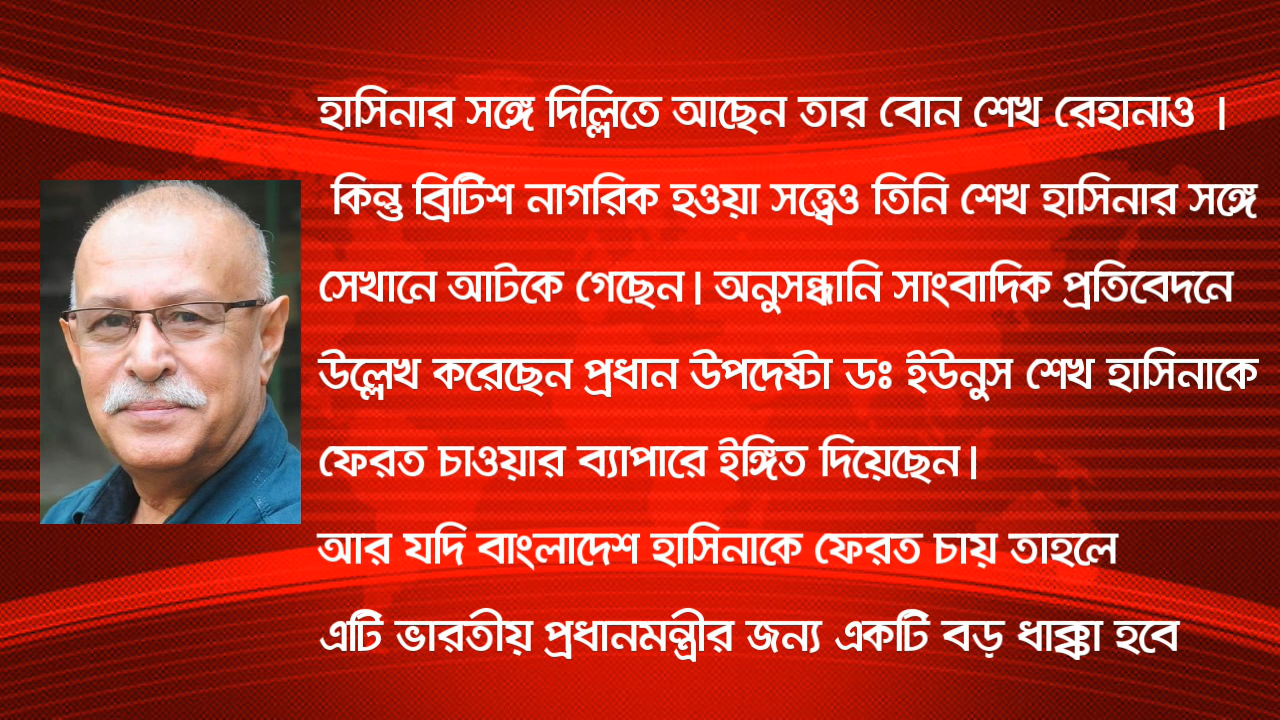 হাসিনার সঙ্গে দিল্লিতে আছেন তার বোন শেখ রেহানাও ।
কিন্তু ব্রিটিশ নাগরিক হওয়া সত্ত্বেও তিনি শেখ হাসিনার সঙ্গে
সেখানে আটকে গেছেন। অনুসন্ধানি সাংবাদিক প্রতিবেদনে
উল্লেখ করেছেন প্রধান উপদেষ্টা ডঃ ইউনুস শেখ হাসিনাকে
ফেরত চাওয়ার ব্যাপারে ইঙ্গিত দিয়েছেন।
আর যদি বাংলাদেশ হাসিনাকে ফেরত চায় তাহলে
এটি ভারতীয় প্রধানমন্ত্রীর জন্য একটি বড় ধাক্কা হবে